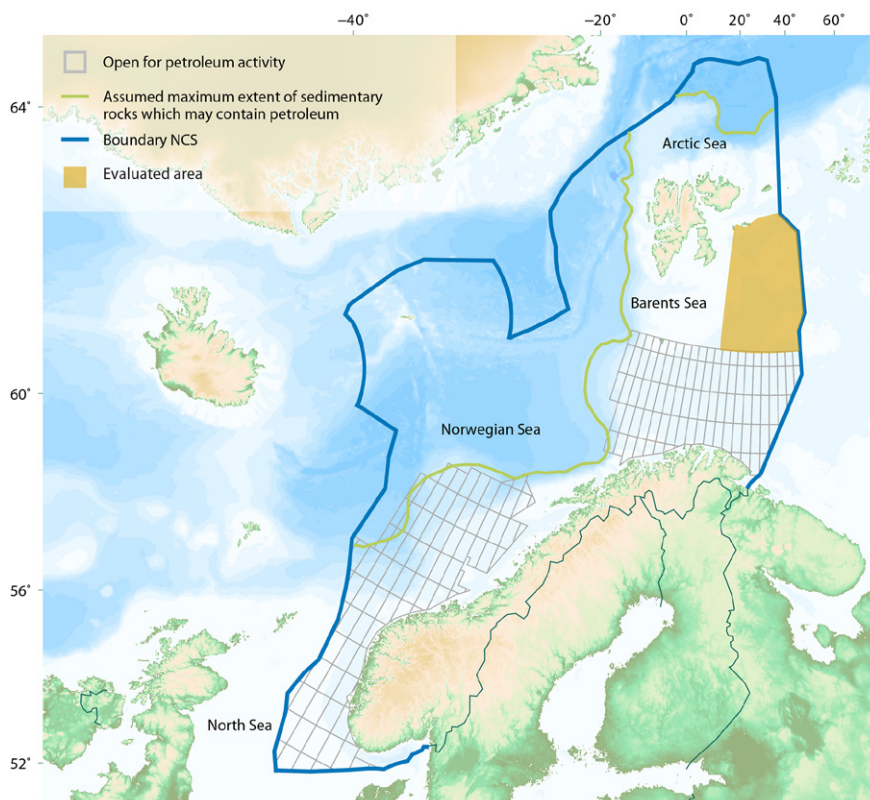 −40˚
−20˚
0˚
20˚
40˚
60˚
Open for petroleum activity
Assumed maximum extent of sedimentary
rocks which may contain petroleum
Boundary NCS
Evaluated area
64˚
Arctic Sea
Barents Sea
60˚
Norwegian Sea
56˚
North Sea
52˚